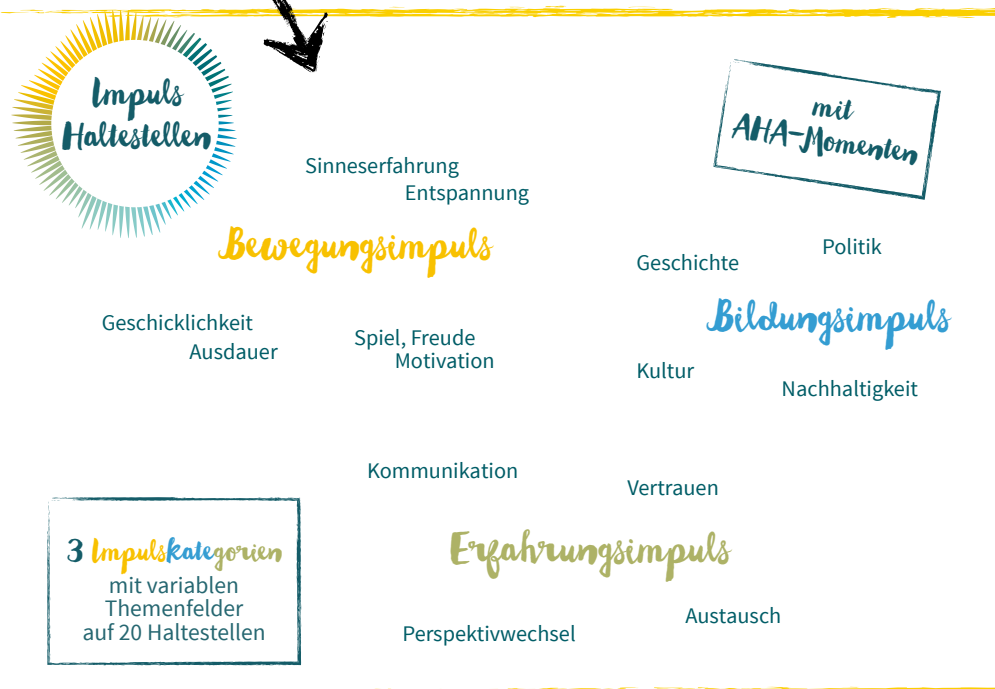 Impuls
Haltestellen
mit
AHA-Momenten
Sinneserfahrung
Entspannung
Bewegungsimpuls
Geschicklichkeit
Ausdauer
Spiel, Freude
Motivation
Politik
Geschichte
Bildungsimpuls
Kultur
Nachhaltigkeit
Kommunikation
Vertrauen
Erfahrungsimpuls
Austausch
Perspektivwechsel
3 Impulskategorien
mit variablen
Themenfelder
auf 20 Haltestellen